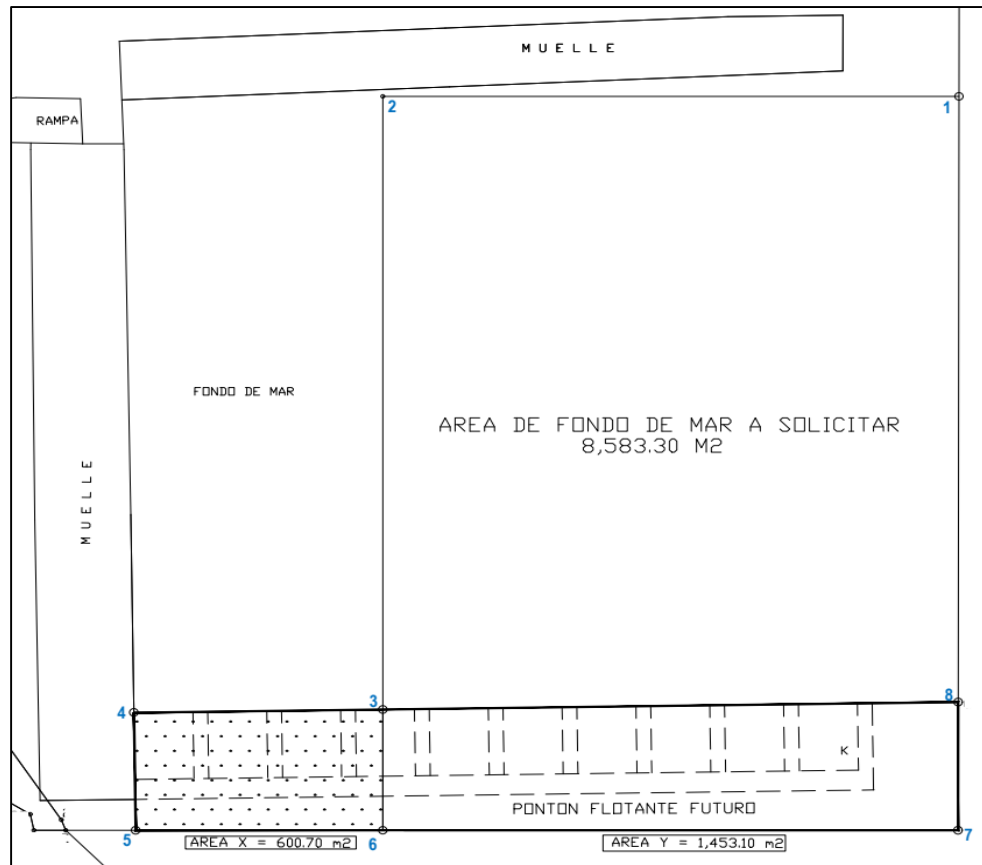 MUELLE
2
1
RAMPA
FONDO DE MAR
AREA DE FONDO DE MAR A SOLICITAR
8,583.30 M2
MUELLE
3
8
4
K
PONTON FLOTANTE FUTURO
5
AREA X = 600.70 m2
6
AREA Y = 1,453.10 m2
7